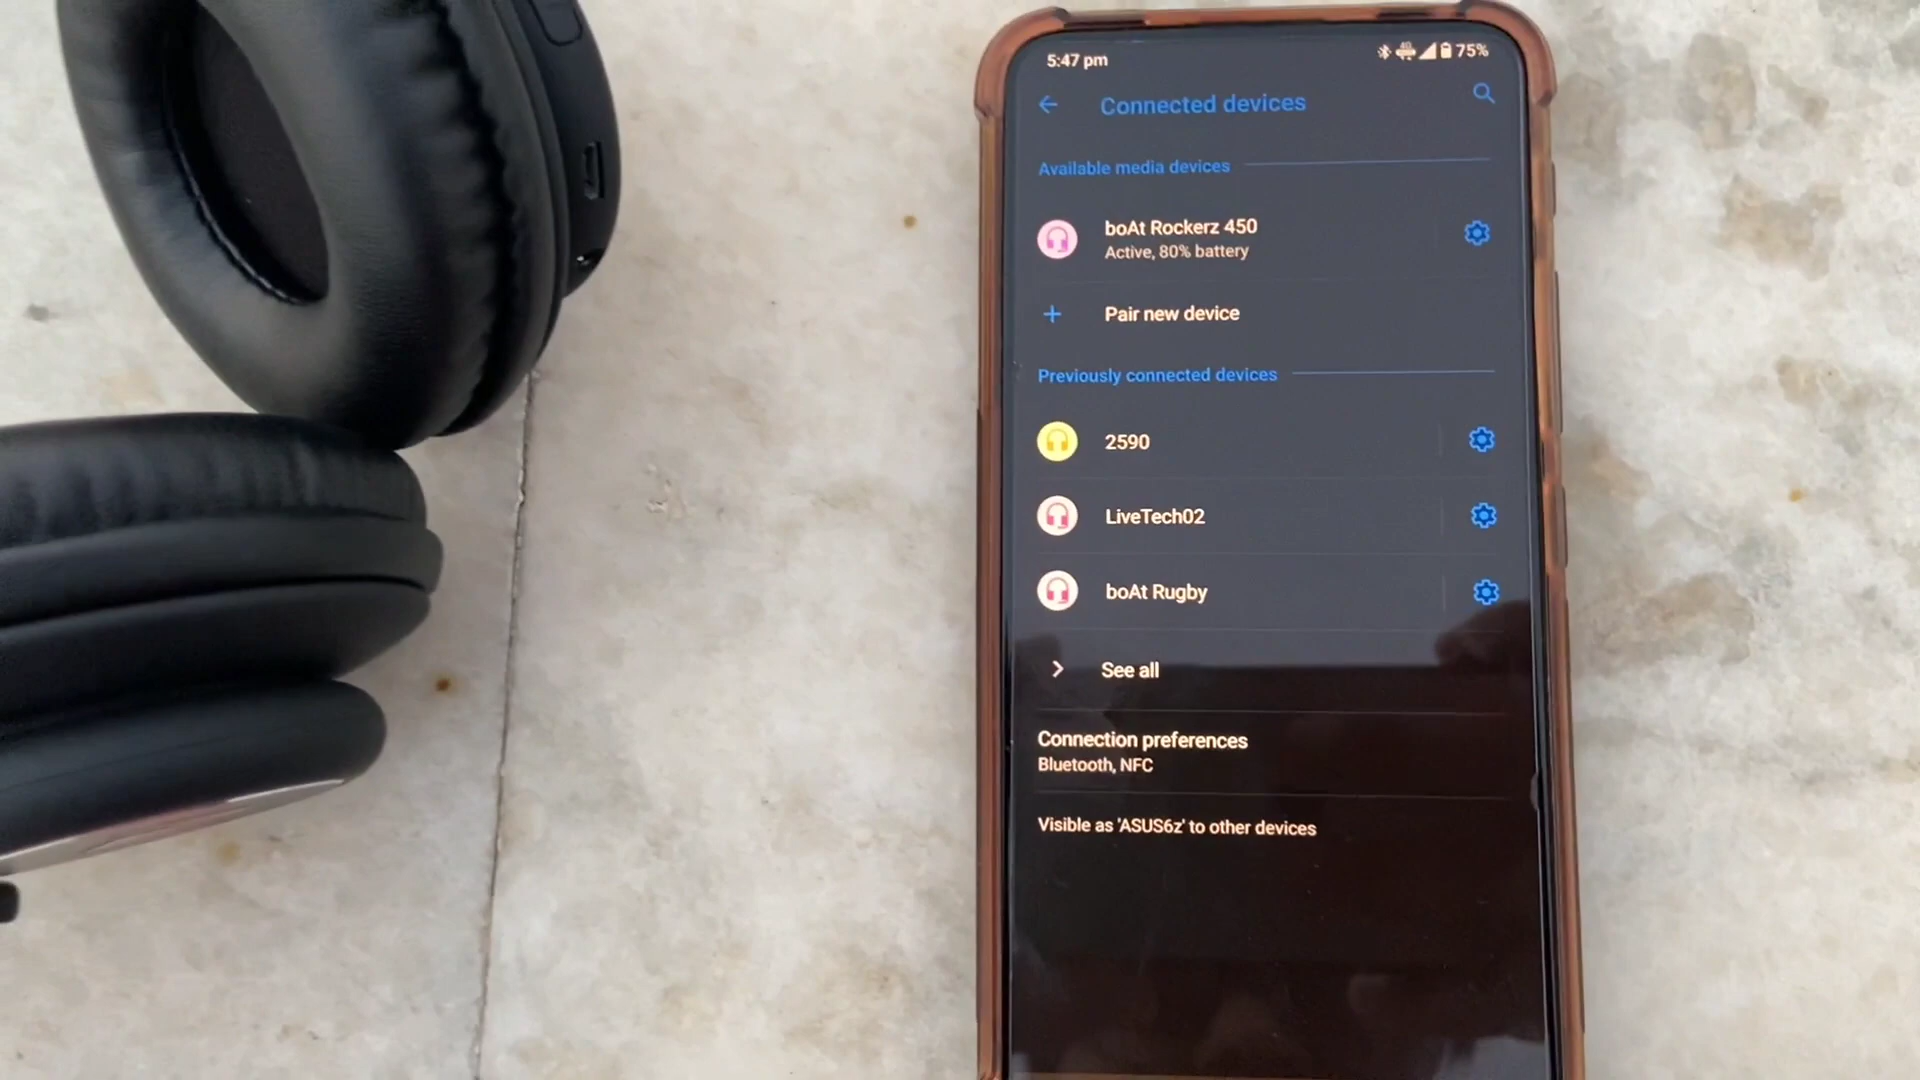 5:47 pm
4G
75%
Connected devices
Available media devices
boAt Rockerz 450
Active, 80% battery
Pair new device
Previously connected devices
2590
LiveTech02
boAt Rugby
See all
Connection preferences
Bluetooth, NFC
Visible as 'ASUS6z' to other devices